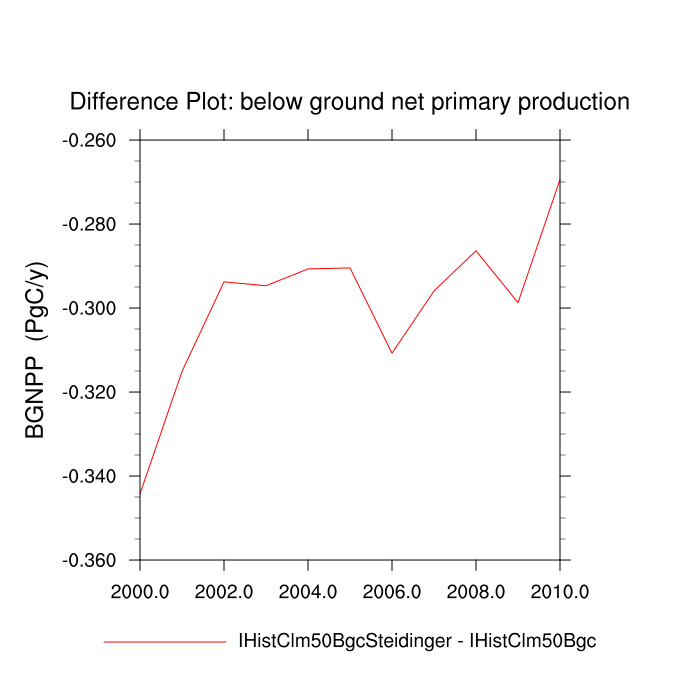 Difference Plot: below ground net primary production
-0.260
-0.280
-0.300
-0.320
-0.340
-0.360
BGNPP (PgC/y)
2000.0 2002.0 2004.0 2006.0 2008.0 2010.0
IHistClm50BgcSteidinger - IHistClm50Bgc